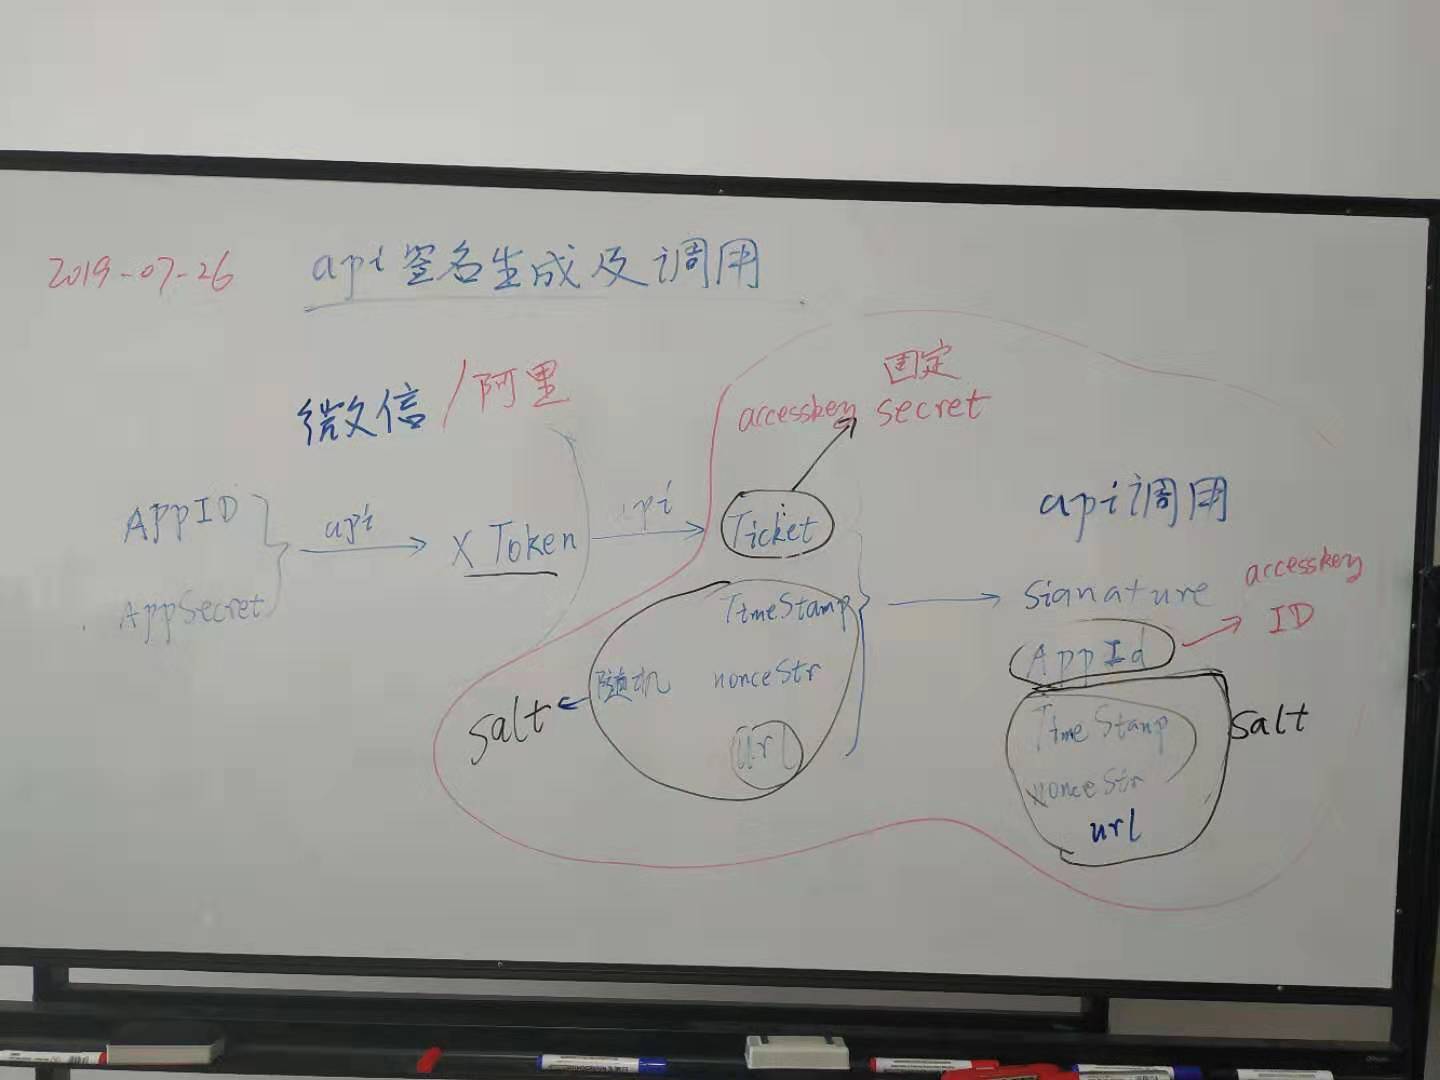 2019-07-26 api签名生成及调用
微信/阿里
固定
accesskey secret
AppID
AppSecret
api
X Token
api
Ticket
TimeStamp
随机 nonceStr
url
salt
api调用
sianature
accesskey
ID
AppId
TimeStamp
nonceStr
url
salt